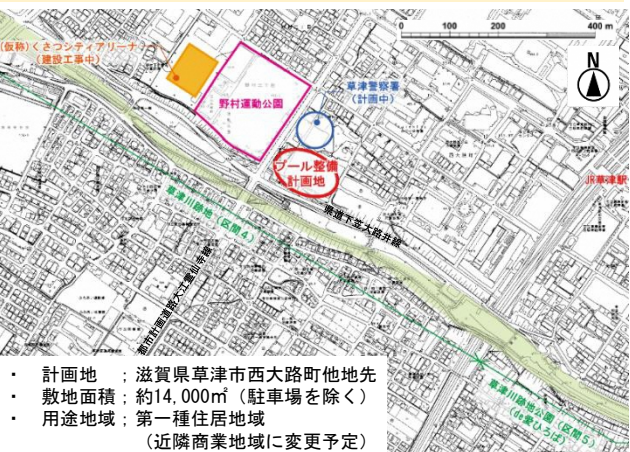 0 100 200 400 m
(仮称)くさつシティアリーナ
(建設工事中)
N
野村運動公園
草津警察署
(計画中)
西大路町
プール整備
計画地
JR草津駅
草津川跡地(区間4)
県道下笠大路井線
都市計画道路大江霊仙寺線
草津川跡地公園(区間5)
(de愛ひろば)
・ 計画地 ;滋賀県草津市西大路町他地先
・ 敷地面積;約14,000㎡(駐車場を除く)
・ 用途地域;第一種住居地域
(近隣商業地域に変更予定)